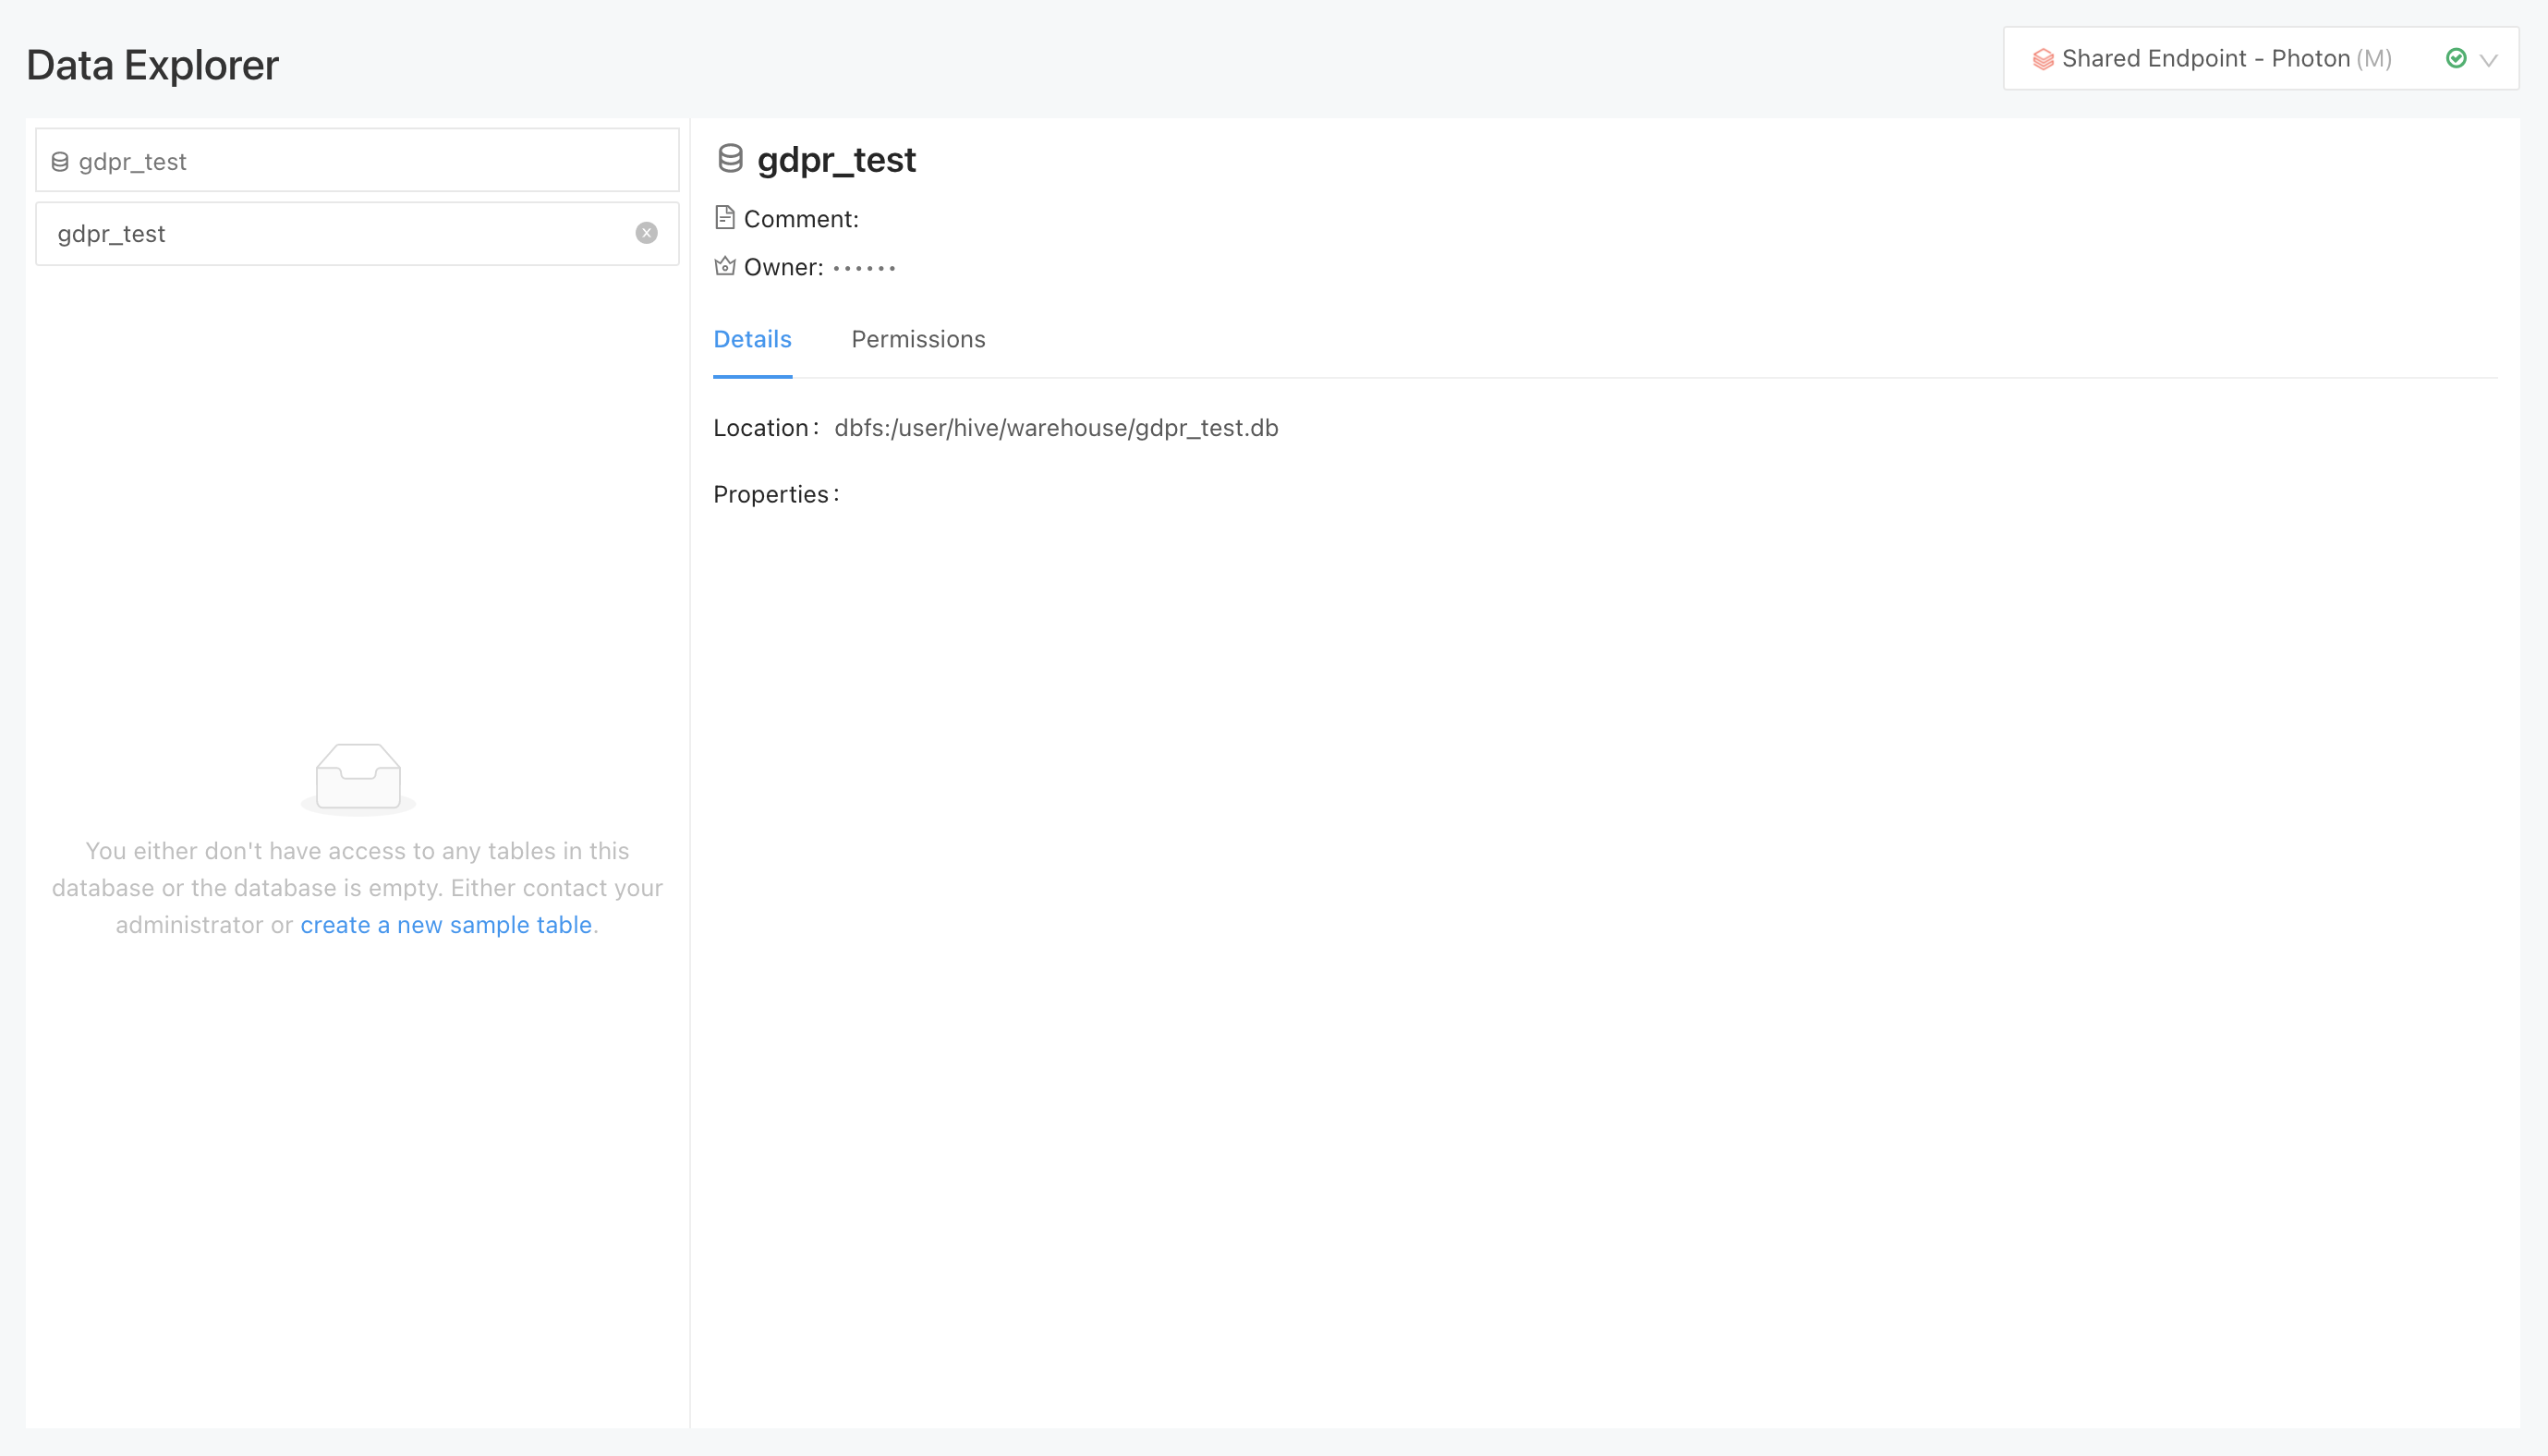 Data Explorer
Shared Endpoint - Photon (M)
gdpr_test
gdpr_test
You either don't have access to any tables in this
database or the database is empty. Either contact your
administrator or create a new sample table.
gdpr_test
Comment:
Owner: ······
Details Permissions
Location: dbfs:/user/hive/warehouse/gdpr_test.db
Properties: